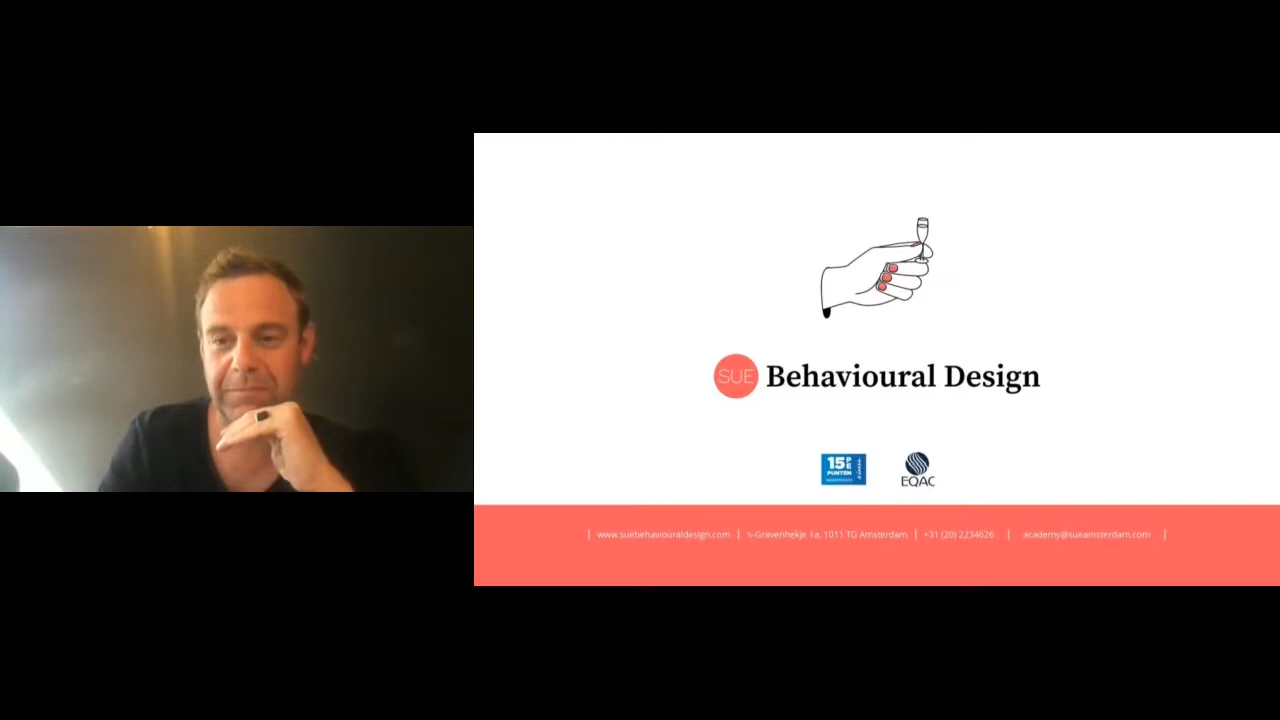 SUE Behavioural Design
15 PE
PUNTEN
EQAC
| www.suebehaviouraldesign.com | 's-Gravenhekje 1a, 1011 TG Amsterdam | +31 (20) 2234626 | academy@sueamsterdam.com |